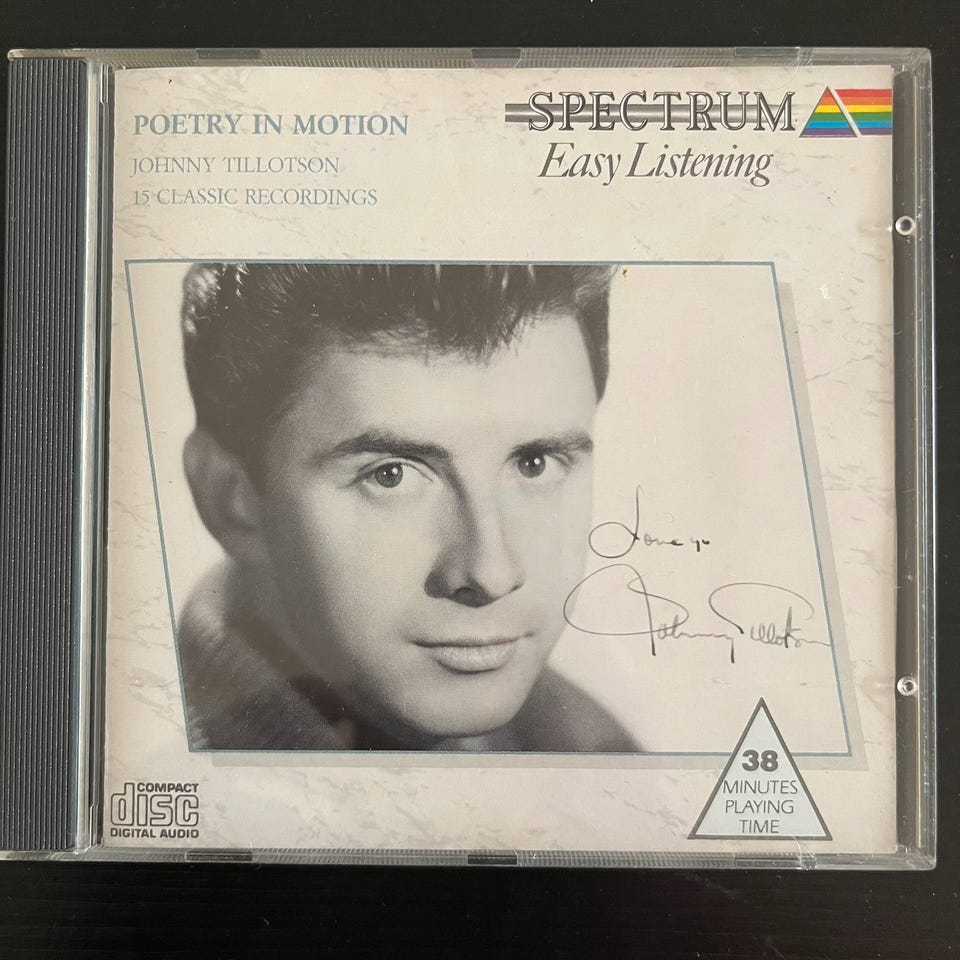 POETRY IN MOTION
JOHNNY TILLOTSON
15 CLASSIC RECORDINGS
SPECTRUM
Easy Listening
Love ya
Johnny Tillotson
38
MINUTES
PLAYING
TIME
COMPACT
disc
DIGITAL AUDIO